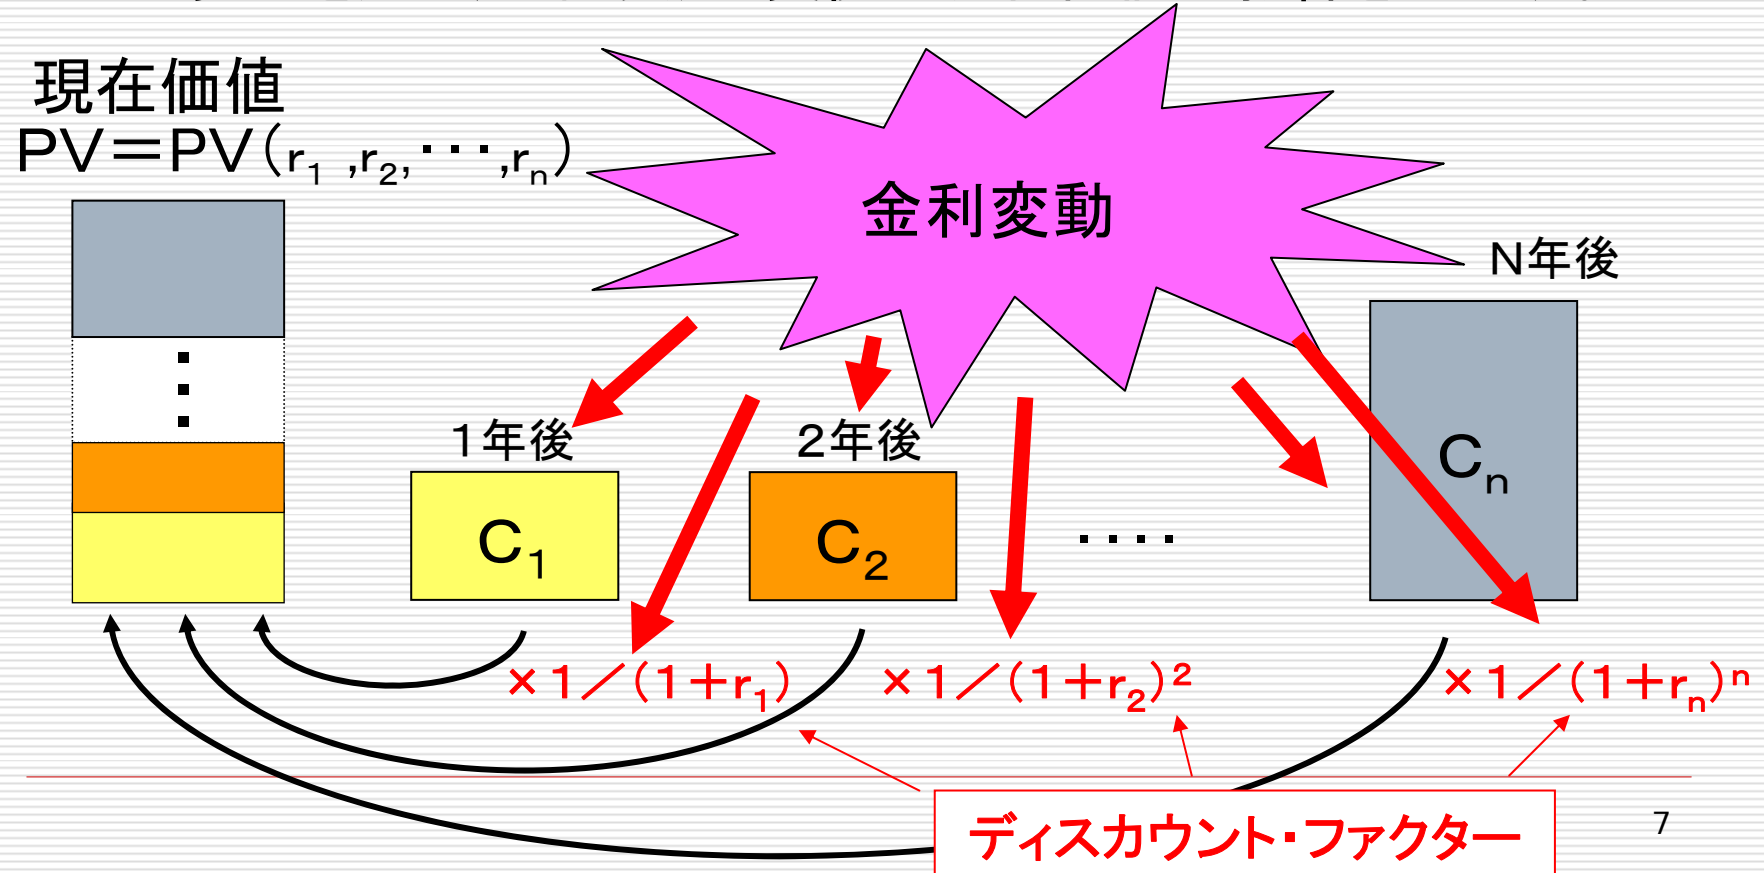 現在価値
PV＝PV(r₁ ,r₂,･･･,rₙ)
金利変動
N年後
1年後
2年後
Cₙ
C₁
C₂
････
×1／(1＋r₁)
×1／(1＋r₂)²
×1／(1＋rₙ)ⁿ
ディスカウント・ファクター
7